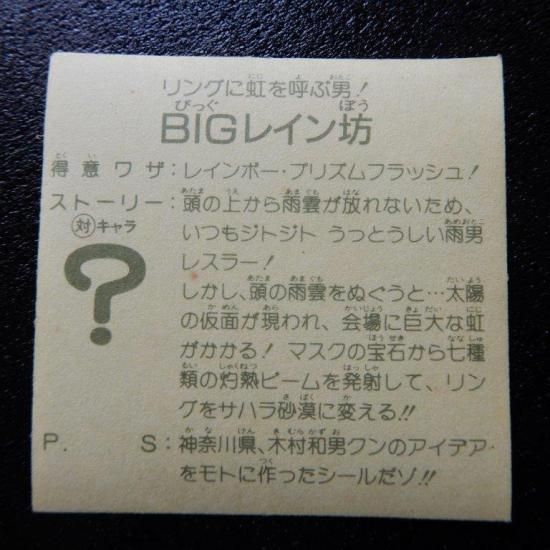 リングに虹を呼ぶ男!
BIGレイン坊
得意ワザ:レインボー・プリズムフラッシュ!
ストーリー:頭の上から雨雲が放れないため、
対キャラ いつもジトジト うっとうしい雨男
? レスラー!
しかし、頭の雨雲をぬぐうと…太陽
の仮面が現われ、会場に巨大な虹
がかかる! マスクの宝石から七種
類の灼熱ビームを発射して、リン
グをサハラ砂漠に変える!!
P. S:神奈川県、木村和男クンのアイデア
をモトに作ったシールだゾ!!